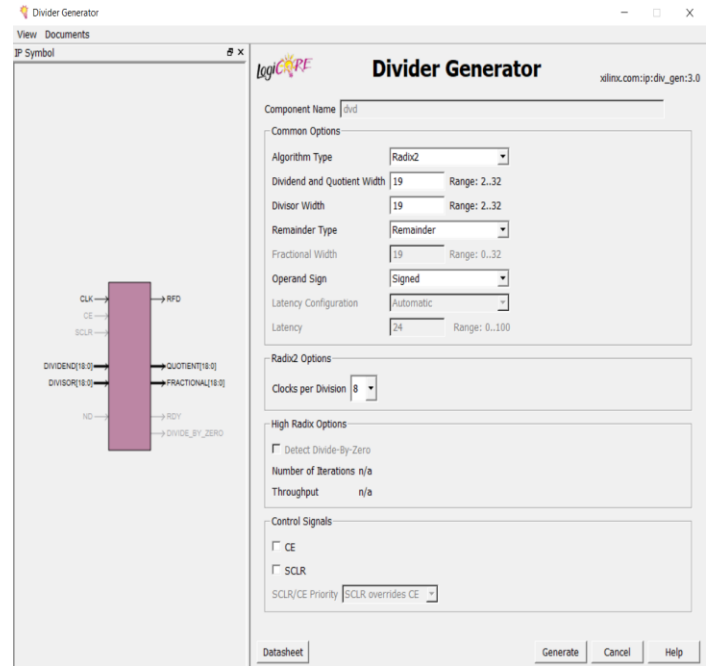 Divider Generator
View Documents
IP Symbol
CLK
CE
SCLR
DIVIDEND[18:0]
DIVISOR[18:0]
ND
RFD
QUOTIENT[18:0]
FRACTIONAL[18:0]
RDY
DIVIDE_BY_ZERO
LogiCORE
Divider Generator
xilinx.com:ip:div_gen:3.0
Component Name dvd
Common Options
Algorithm Type Radix2
Dividend and Quotient Width 19 Range: 2..32
Divisor Width 19 Range: 2..32
Remainder Type Remainder
Fractional Width 19 Range: 0..32
Operand Sign Signed
Latency Configuration Automatic
Latency 24 Range: 0..100
Radix2 Options
Clocks per Division 8
High Radix Options
Detect Divide-By-Zero
Number of Iterations n/a
Throughput n/a
Control Signals
CE
SCLR
SCLR/CE Priority SCLR overrides CE
Datasheet Generate Cancel Help